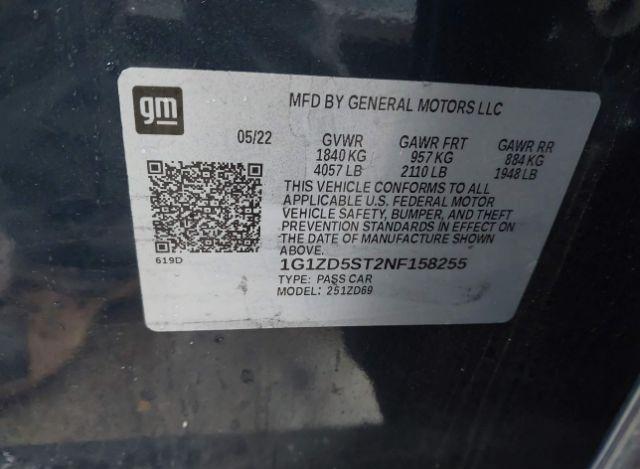 gm
MFD BY GENERAL MOTORS LLC
05/22 GVWR GAWR FRT GAWR RR
1840 KG 957 KG 884 KG
4057 LB 2110 LB 1948 LB
THIS VEHICLE CONFORMS TO ALL
APPLICABLE U.S. FEDERAL MOTOR
VEHICLE SAFETY, BUMPER, AND THEFT
PREVENTION STANDARDS IN EFFECT ON
THE DATE OF MANUFACTURE SHOWN
ABOVE.
619D
1G1ZD5ST2NF158255
TYPE: PASS CAR
MODEL: 251ZD69